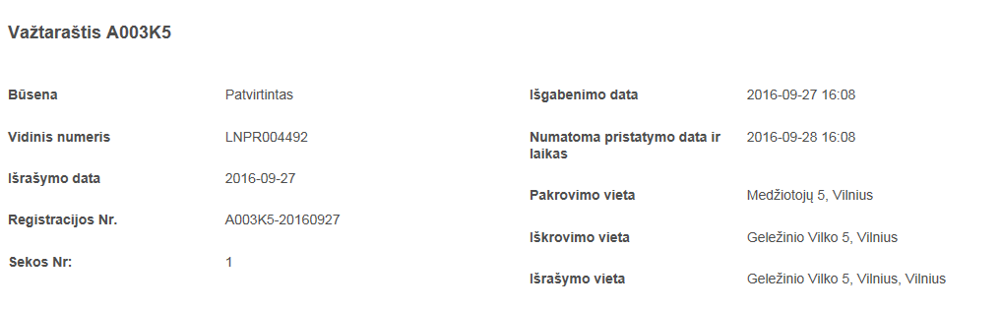 Važtaraštis A003K5
Būsena Patvirtintas
Vidinis numeris LNPR004492
Išrašymo data 2016-09-27
Registracijos Nr. A003K5-20160927
Sekos Nr: 1
Išgabenimo data 2016-09-27 16:08
Numatoma pristatymo data ir 2016-09-28 16:08
laikas
Pakrovimo vieta Medžiotojų 5, Vilnius
Iškrovimo vieta Geležinio Vilko 5, Vilnius
Išrašymo vieta Geležinio Vilko 5, Vilnius, Vilnius